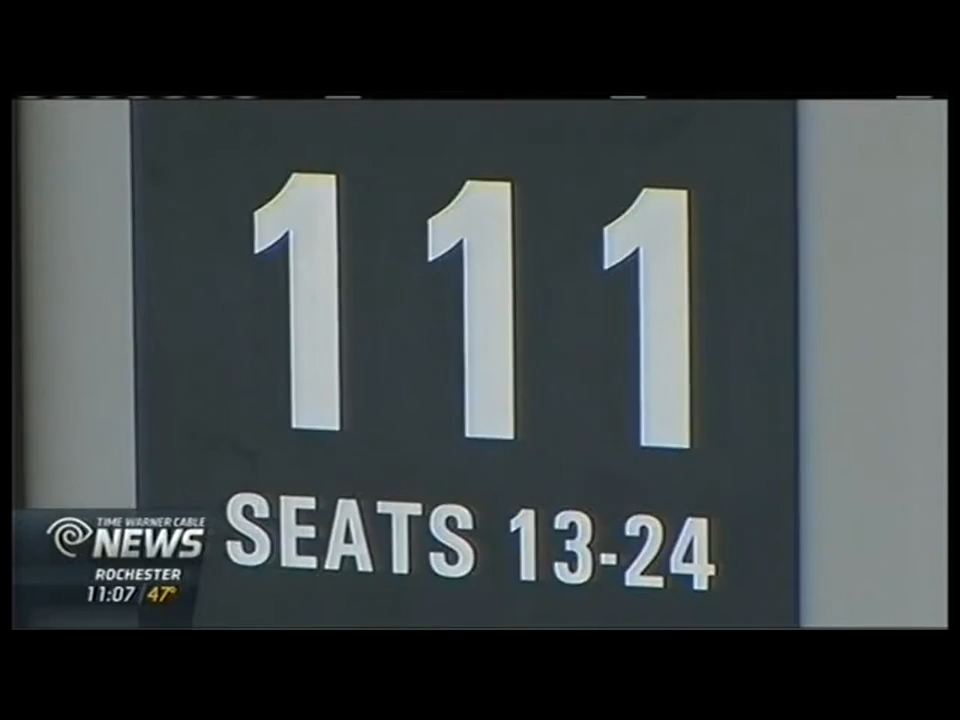 111
SEATS 13-24
TIME WARNER CABLE
NEWS
ROCHESTER
11:07 47°